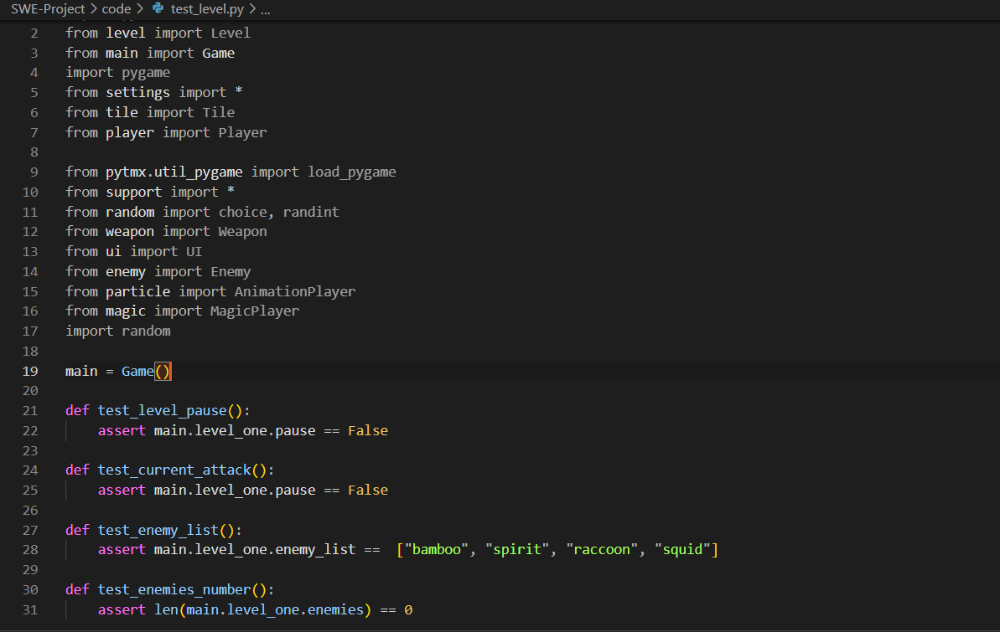 SWE-Project > code > test_level.py > ...
2 from level import Level
3 from main import Game
4 import pygame
5 from settings import *
6 from tile import Tile
7 from player import Player
8
9 from pytmx.util_pygame import load_pygame
10 from support import *
11 from random import choice, randint
12 from weapon import Weapon
13 from ui import UI
14 from enemy import Enemy
15 from particle import AnimationPlayer
16 from magic import MagicPlayer
17 import random
18
19 main = Game()
20
21 def test_level_pause():
22 assert main.level_one.pause == False
23
24 def test_current_attack():
25 assert main.level_one.pause == False
26
27 def test_enemy_list():
28 assert main.level_one.enemy_list ==  ["bamboo", "spirit", "raccoon", "squid"]
29
30 def test_enemies_number():
31 assert len(main.level_one.enemies) == 0